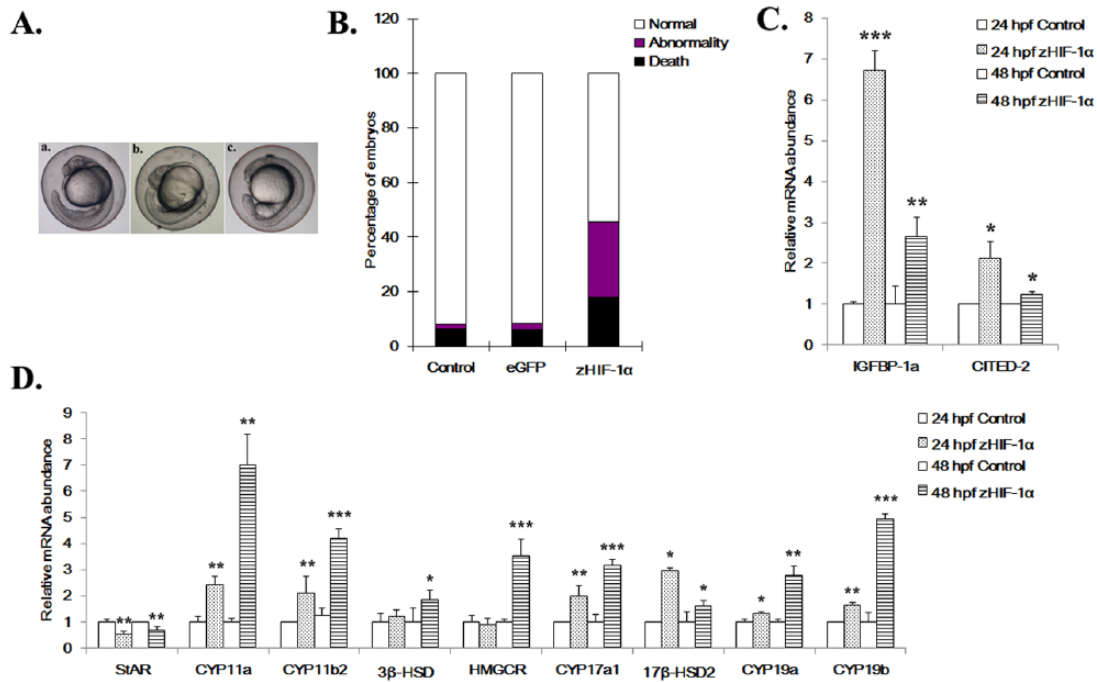 A.
a. b. c.
B.
120
100
80
60
40
20
0
Percentage of embryos
Normal
Abnormality
Death
Control eGFP zHIF-1α
C.
8
7
6
5
4
3
2
1
0
Relative mRNA abundance
24 hpf Control
24 hpf zHIF-1α
48 hpf Control
48 hpf zHIF-1α
*** ** * *
IGFBP-1a CITED-2
D.
9
8
7
6
5
4
3
2
1
0
Relative mRNA abundance
24 hpf Control
24 hpf zHIF-1α
48 hpf Control
48 hpf zHIF-1α
** ** ** ** ** *** * *** ** *** * * * ** ** ***
StAR CYP11a CYP11b2 3β-HSD HMGCR CYP17a1 17β-HSD2 CYP19a CYP19b